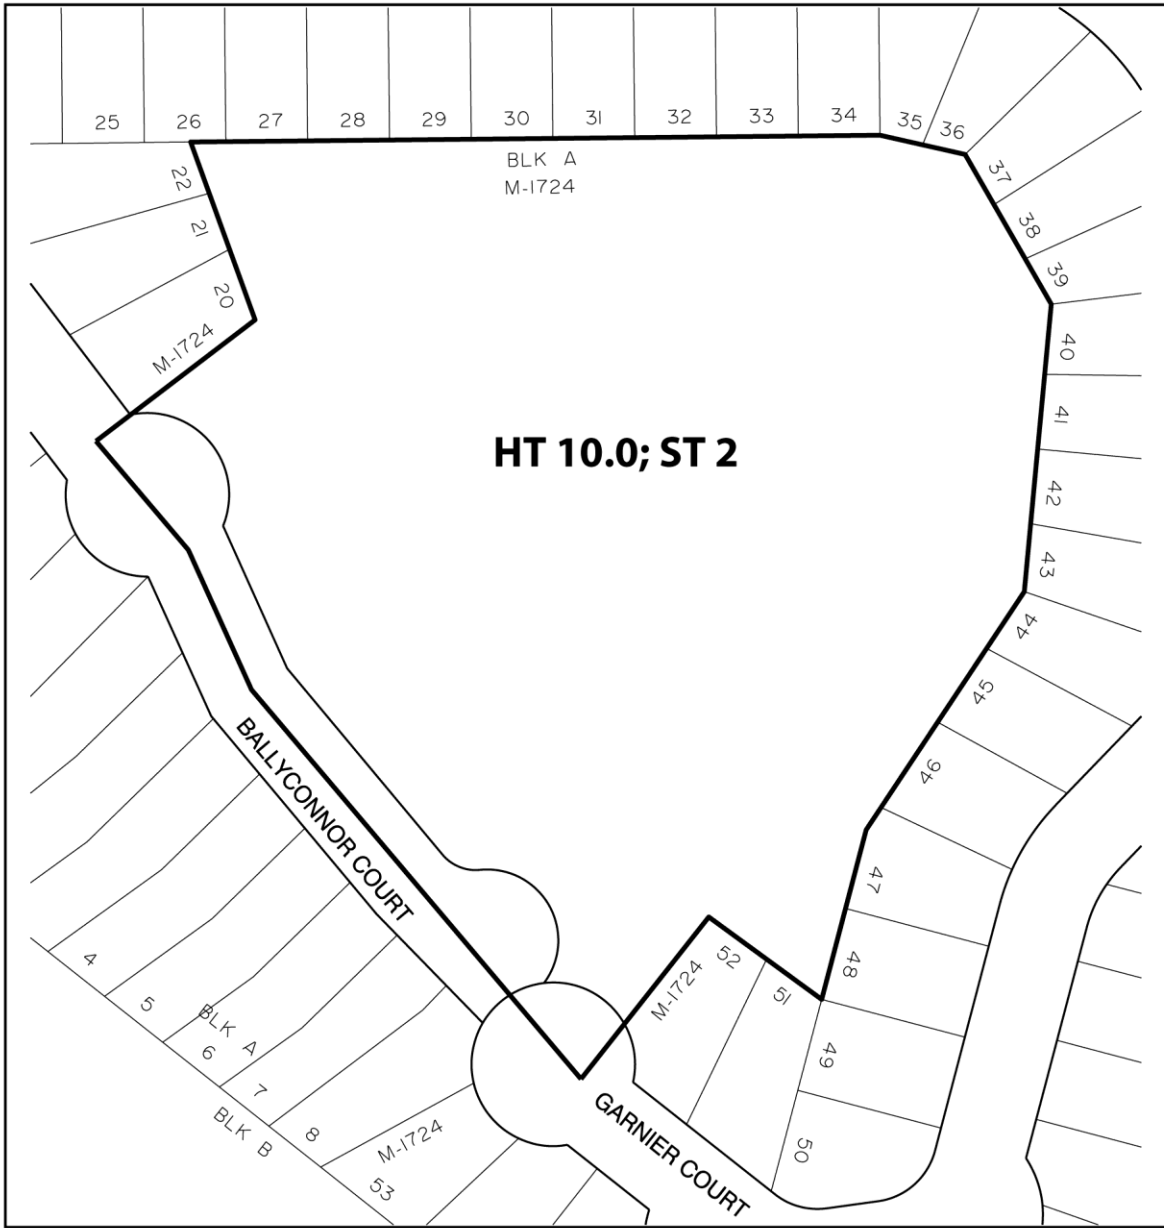 25 26 27 28 29 30 31 32 33 34 35 36
BLK A
M-1724
22
21
20
M-1724
37
38
39
40
41
42
43
44
45
46
47
48
HT 10.0; ST 2
BALLYCONNOR COURT
M-1724
52
51
49
50
GARNIER COURT
4
5
BLK A
6
7
8
BLK B
M-1724
53